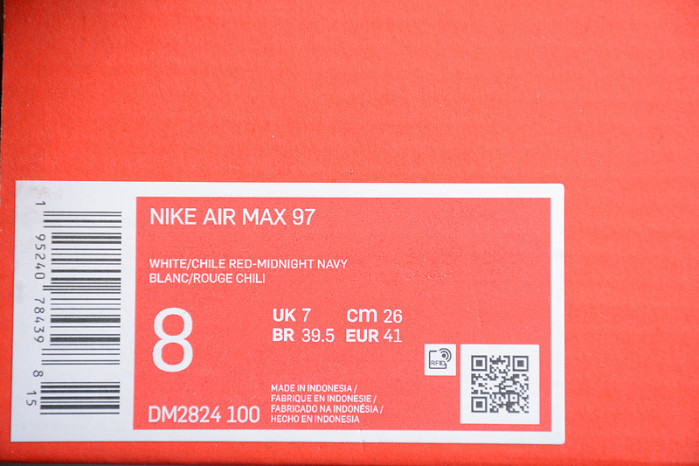 1 95240 78439 8 15
NIKE AIR MAX 97
WHITE/CHILE RED-MIDNIGHT NAVY
BLANC/ROUGE CHILI
8
UK 7 cm 26
BR 39.5 EUR 41
RFID
DM2824 100
MADE IN INDONESIA /
FABRIQUE EN INDONESIE /
FABRICADO NA INDONÉSIA /
HECHO EN INDONESIA